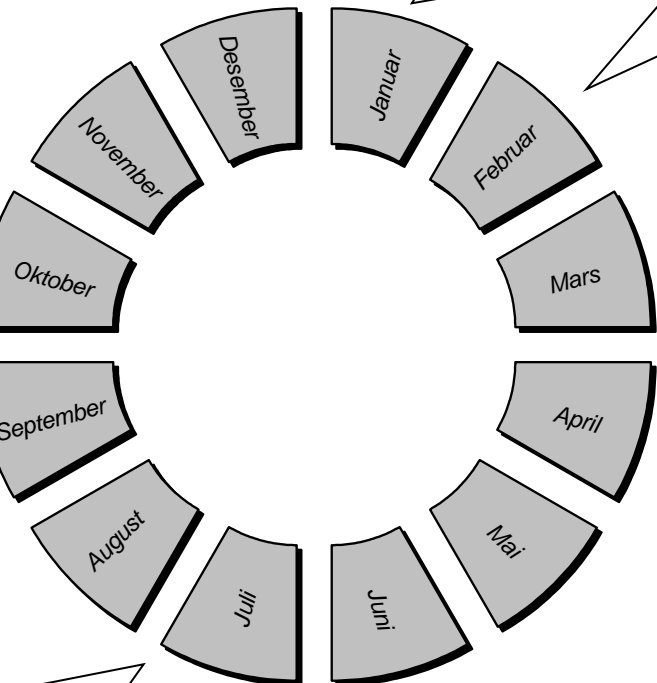 Januar
Februar
Mars
April
Mai
Juni
Juli
August
September
Oktober
November
Desember